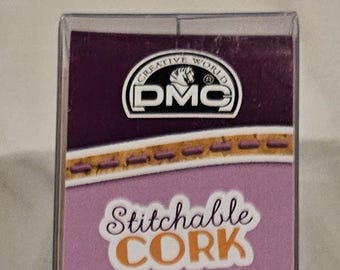 CREATIVE WORLD
DMC®
Stitchable
CORK